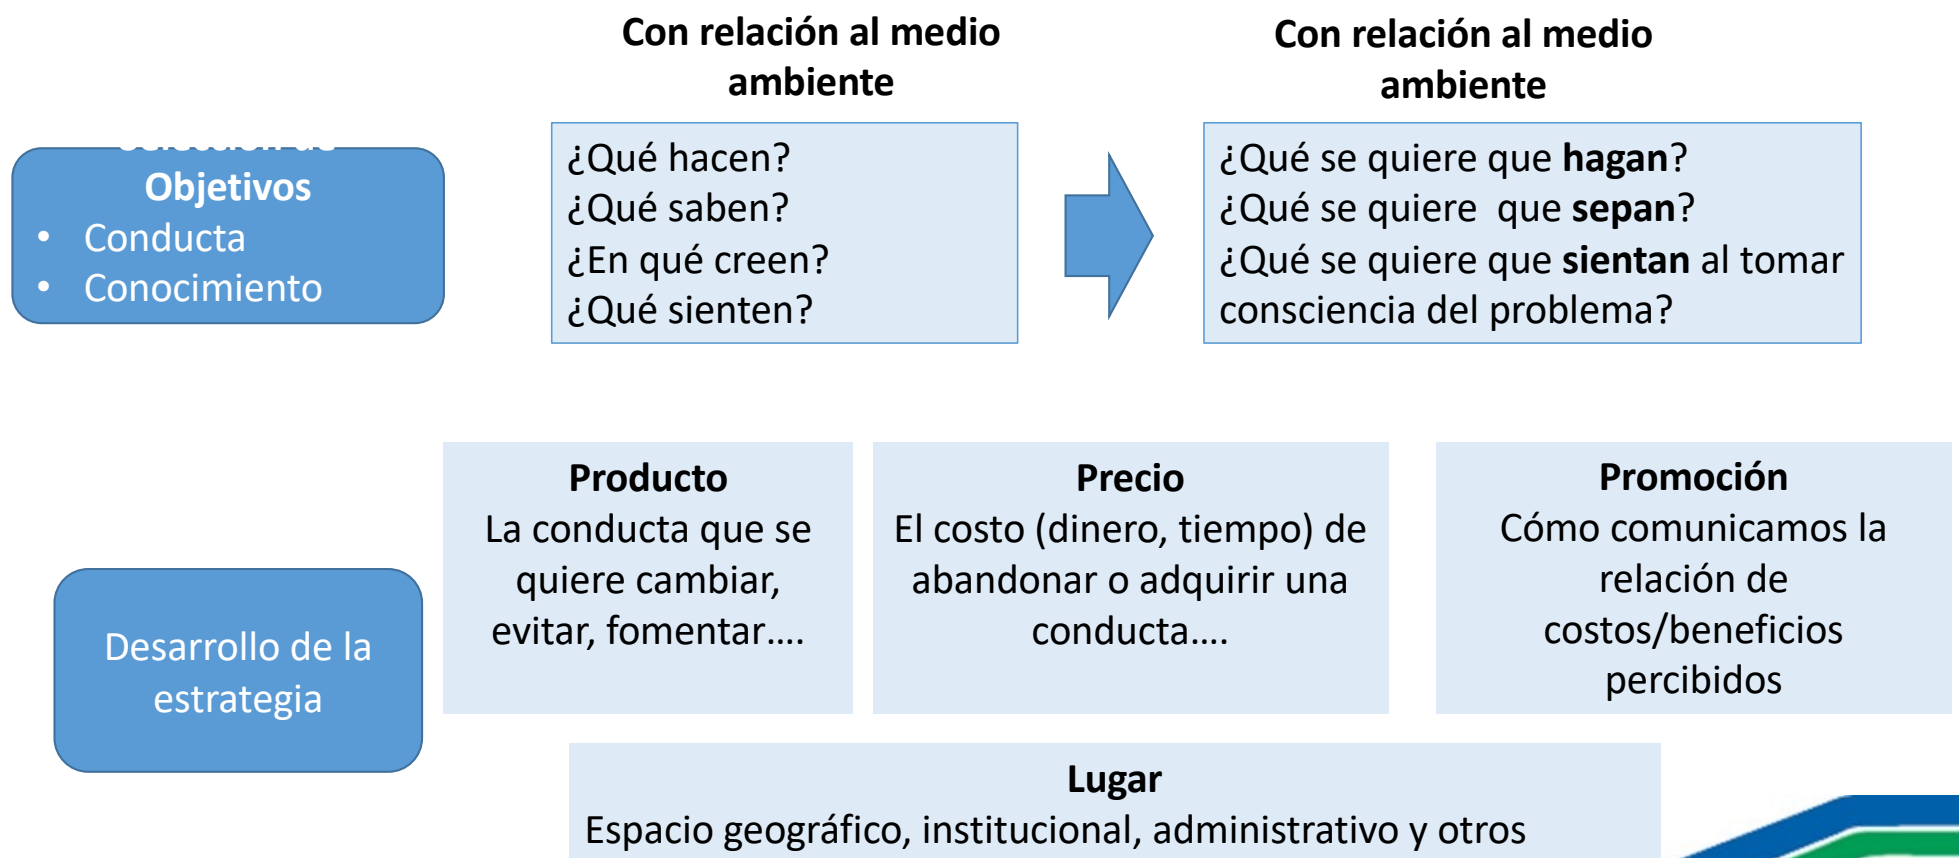 Con relación al medio
ambiente
Con relación al medio
ambiente
Selección de
Objetivos
• Conducta
• Conocimiento
¿Qué hacen?
¿Qué saben?
¿En qué creen?
¿Qué sienten?
¿Qué se quiere que hagan?
¿Qué se quiere que sepan?
¿Qué se quiere que sientan al tomar
consciencia del problema?
Desarrollo de la
estrategia
Producto
La conducta que se
quiere cambiar,
evitar, fomentar....
Precio
El costo (dinero, tiempo) de
abandonar o adquirir una
conducta....
Promoción
Cómo comunicamos la
relación de
costos/beneficios
percibidos
Lugar
Espacio geográfico, institucional, administrativo y otros